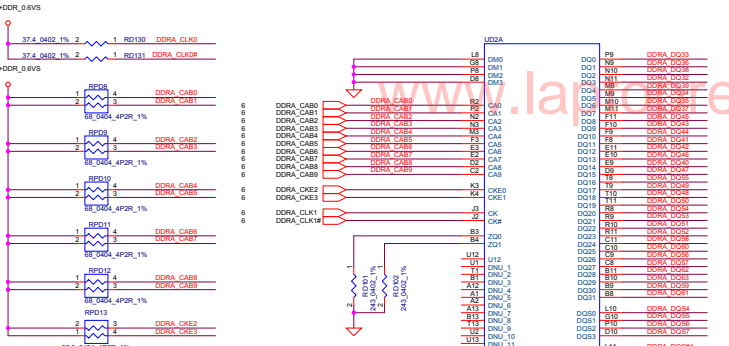 +DDR_0.6VS
37.4_0402_1% 2 1 RD130 DDRA_CLK0
37.4_0402_1% 2 1 RD131 DDRA_CLK0#
+DDR_0.6VS
RPD8
1 4 DDRA_CAB0
2 3 DDRA_CAB1
68_0404_4P2R_1%
RPD9
1 4 DDRA_CAB2
2 3 DDRA_CAB3
68_0404_4P2R_1%
RPD10
1 4 DDRA_CAB4
2 3 DDRA_CAB5
68_0404_4P2R_1%
RPD11
1 4 DDRA_CAB6
2 3 DDRA_CAB7
68_0404_4P2R_1%
RPD12
1 4 DDRA_CAB8
2 3 DDRA_CAB9
68_0404_4P2R_1%
RPD13
2 3 DDRA_CKE2
1 4 DDRA_CKE3
6 DDRA_CAB0 DDRA_CAB0
6 DDRA_CAB1 DDRA_CAB1
6 DDRA_CAB2 DDRA_CAB2
6 DDRA_CAB3 DDRA_CAB3
6 DDRA_CAB4 DDRA_CAB4
6 DDRA_CAB5 DDRA_CAB5
6 DDRA_CAB6 DDRA_CAB6
6 DDRA_CAB7 DDRA_CAB7
6 DDRA_CAB8 DDRA_CAB8
6 DDRA_CAB9 DDRA_CAB9
6 DDRA_CKE2
6 DDRA_CKE3
6 DDRA_CLK1
6 DDRA_CLK1#
1 2 RD101 243_0402_1%
1 2 RD102 243_0402_1%
UD2A
L8 DM0
G8 DM1
P8 DM2
D8 DM3
R2 CA0
P2 CA1
N2 CA2
N3 CA3
M3 CA4
F3 CA5
E3 CA6
E2 CA7
D2 CA8
C2 CA9
K3 CKE0
K4 CKE1
J3 CK
J2 CK#
B3 ZQ0
B4 ZQ1
U12 U12
U1 DNU_1
T1 DNU_2
B1 DNU_3
A12 DNU_4
A1 DNU_5
A2 DNU_6
A13 DNU_7
B13 DNU_8
T13 DNU_9
U2 DNU_10
U13 DNU_11
DQ0 P9 DDRA_DQ33
DQ1 N9 DDRA_DQ36
DQ2 N10 DDRA_DQ38
DQ3 N11 DDRA_DQ32
DQ4 M8 DDRA_DQ39
DQ5 M9 DDRA_DQ34
DQ6 M10 DDRA_DQ35
DQ7 M11 DDRA_DQ37
DQ8 F11 DDRA_DQ45
DQ9 F10 DDRA_DQ43
DQ10 F9 DDRA_DQ44
DQ11 F8 DDRA_DQ41
DQ12 E11 DDRA_DQ42
DQ13 E10 DDRA_DQ46
DQ14 E9 DDRA_DQ40
DQ15 D9 DDRA_DQ47
DQ16 T8 DDRA_DQ55
DQ17 T9 DDRA_DQ49
DQ18 T10 DDRA_DQ48
DQ19 T11 DDRA_DQ51
DQ20 R8 DDRA_DQ54
DQ21 R9 DDRA_DQ53
DQ22 R10 DDRA_DQ50
DQ23 R11 DDRA_DQ52
DQ24 C11 DDRA_DQ58
DQ25 C10 DDRA_DQ60
DQ26 C9 DDRA_DQ56
DQ27 C8 DDRA_DQ57
DQ28 B11 DDRA_DQ62
DQ29 B10 DDRA_DQ63
DQ30 B9 DDRA_DQ59
DQ31 B8 DDRA_DQ61
DQS0 L10 DDRA_DQS4
DQS1 G10 DDRA_DQS5
DQS2 P10 DDRA_DQS6
DQS3 D10 DDRA_DQS7